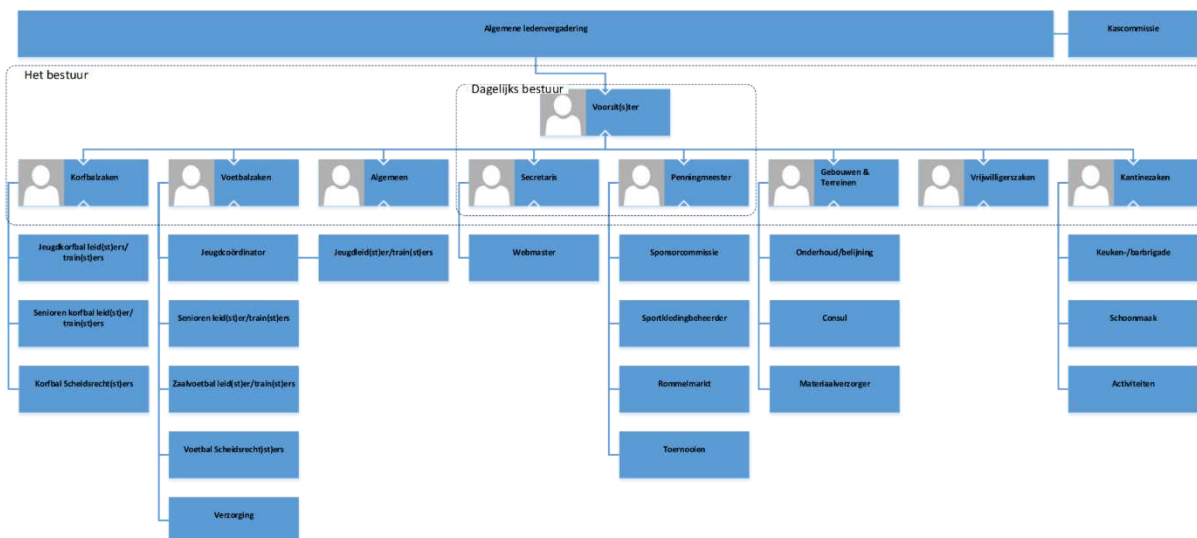 Algemene ledenvergadering
Kascommissie
Het bestuur
Dagelijks bestuur
Voorzit(s)ter
Korfbalzaken
Voetbalzaken
Algemeen
Secretaris
Penningmeester
Gebouwen &
Terreinen
Vrijwilligerszaken
Kantinezaken
Jeugdkorfbal leid(st)ers/
train(st)ers
Jeugdcoördinator
Jeugdleid(st)er/train(st)ers
Webmaster
Sponsorcommissie
Onderhoud/belijning
Keuken-/barbrigade
Senioren korfbal leid(st)er/
train(st)ers
Senioren leid(st)er/train(st)ers
Sportkledingbeheerder
Consul
Schoonmaak
Korfbal Scheidsrecht(st)ers
Zaalvoetbal leid(st)er/train(st)ers
Rommelmarkt
Materiaalverzorger
Activiteiten
Voetbal Scheidsrecht(st)ers
Toernooien
Verzorging